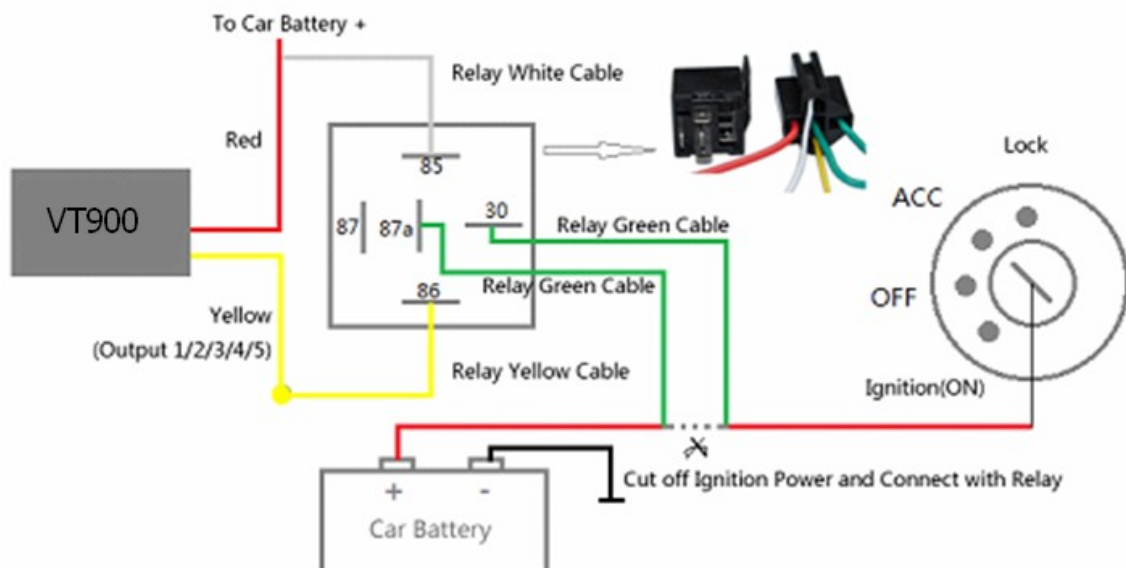 To Car Battery +
Relay White Cable
Red
85
Lock
VT900
ACC
87
87a
30
Relay Green Cable
OFF
86
Relay Green Cable
Yellow
(Output 1/2/3/4/5)
Relay Yellow Cable
Ignition(ON)
Cut off Ignition Power and Connect with Relay
+
-
Car Battery